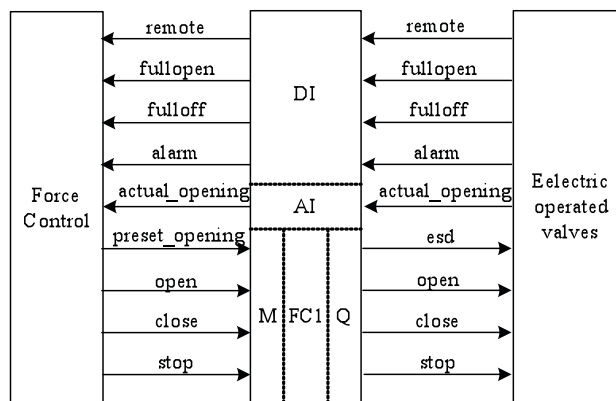 remote
remote
fullopen
fullopen
DI
fulloff
fulloff
alarm
alarm
Force
Control
actual_opening
AI
actual_opening
Eelectric
operated
valves
preset_opening
esd
open
open
M
FC1
Q
close
close
stop
stop